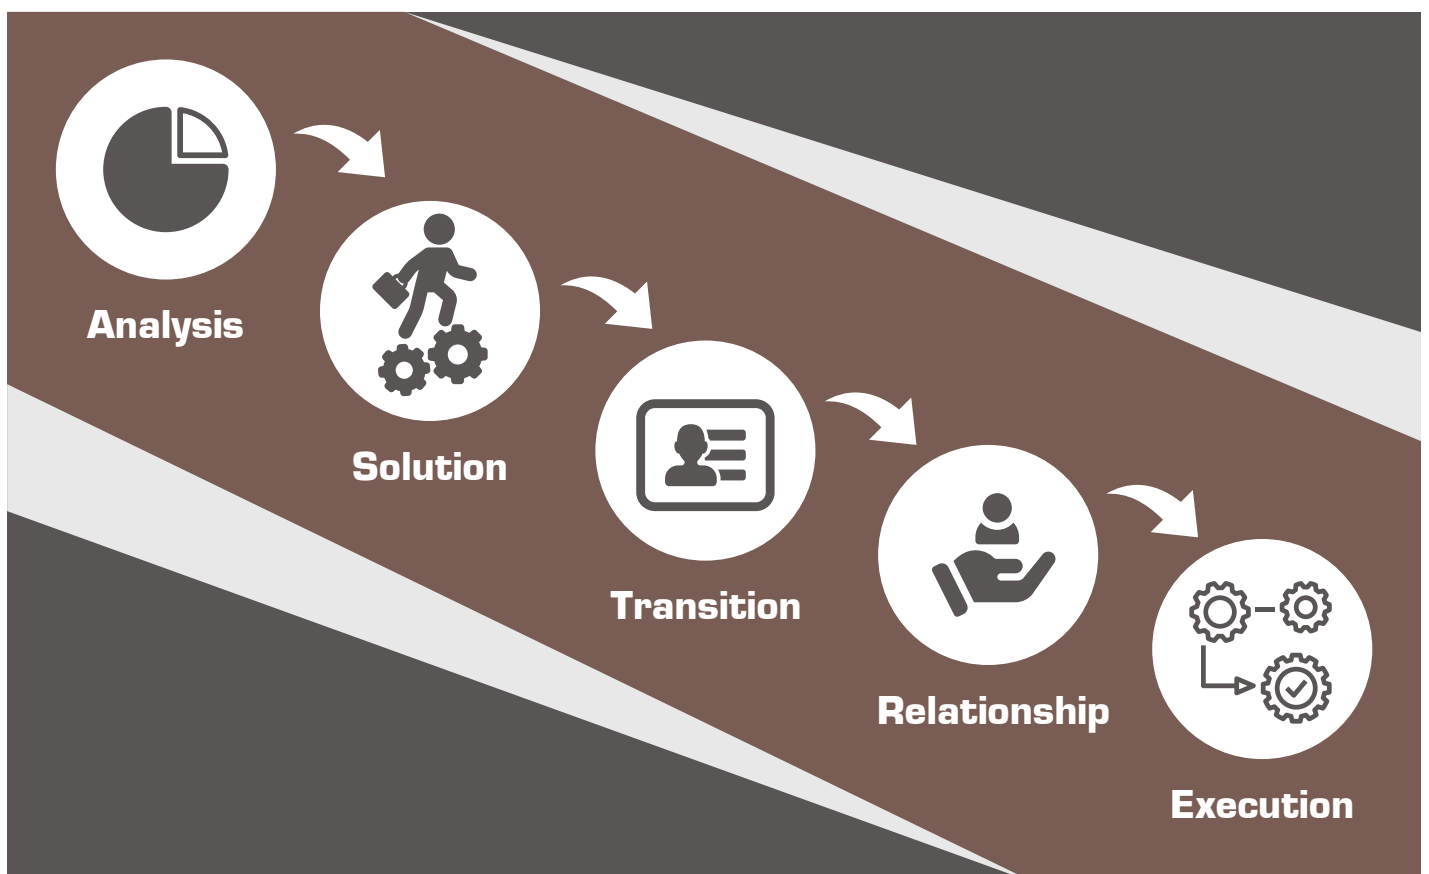 Analysis
Solution
Transition
Relationship
Execution